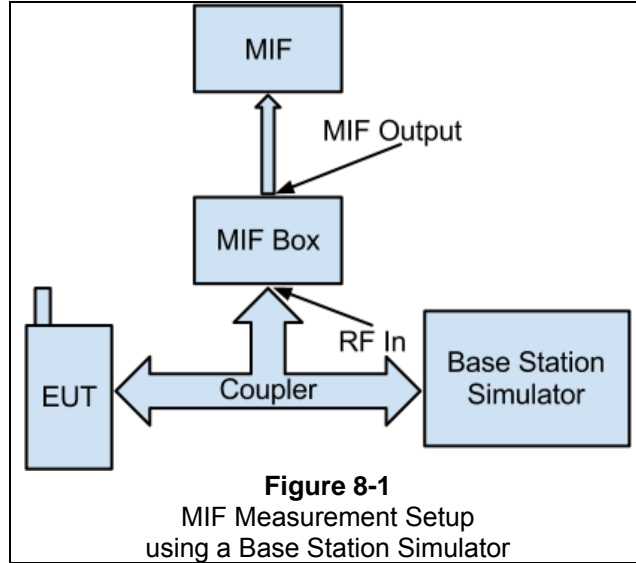 MIF
MIF Output
MIF Box
RF In
EUT
Coupler
Base Station
Simulator
Figure 8-1
MIF Measurement Setup
using a Base Station Simulator